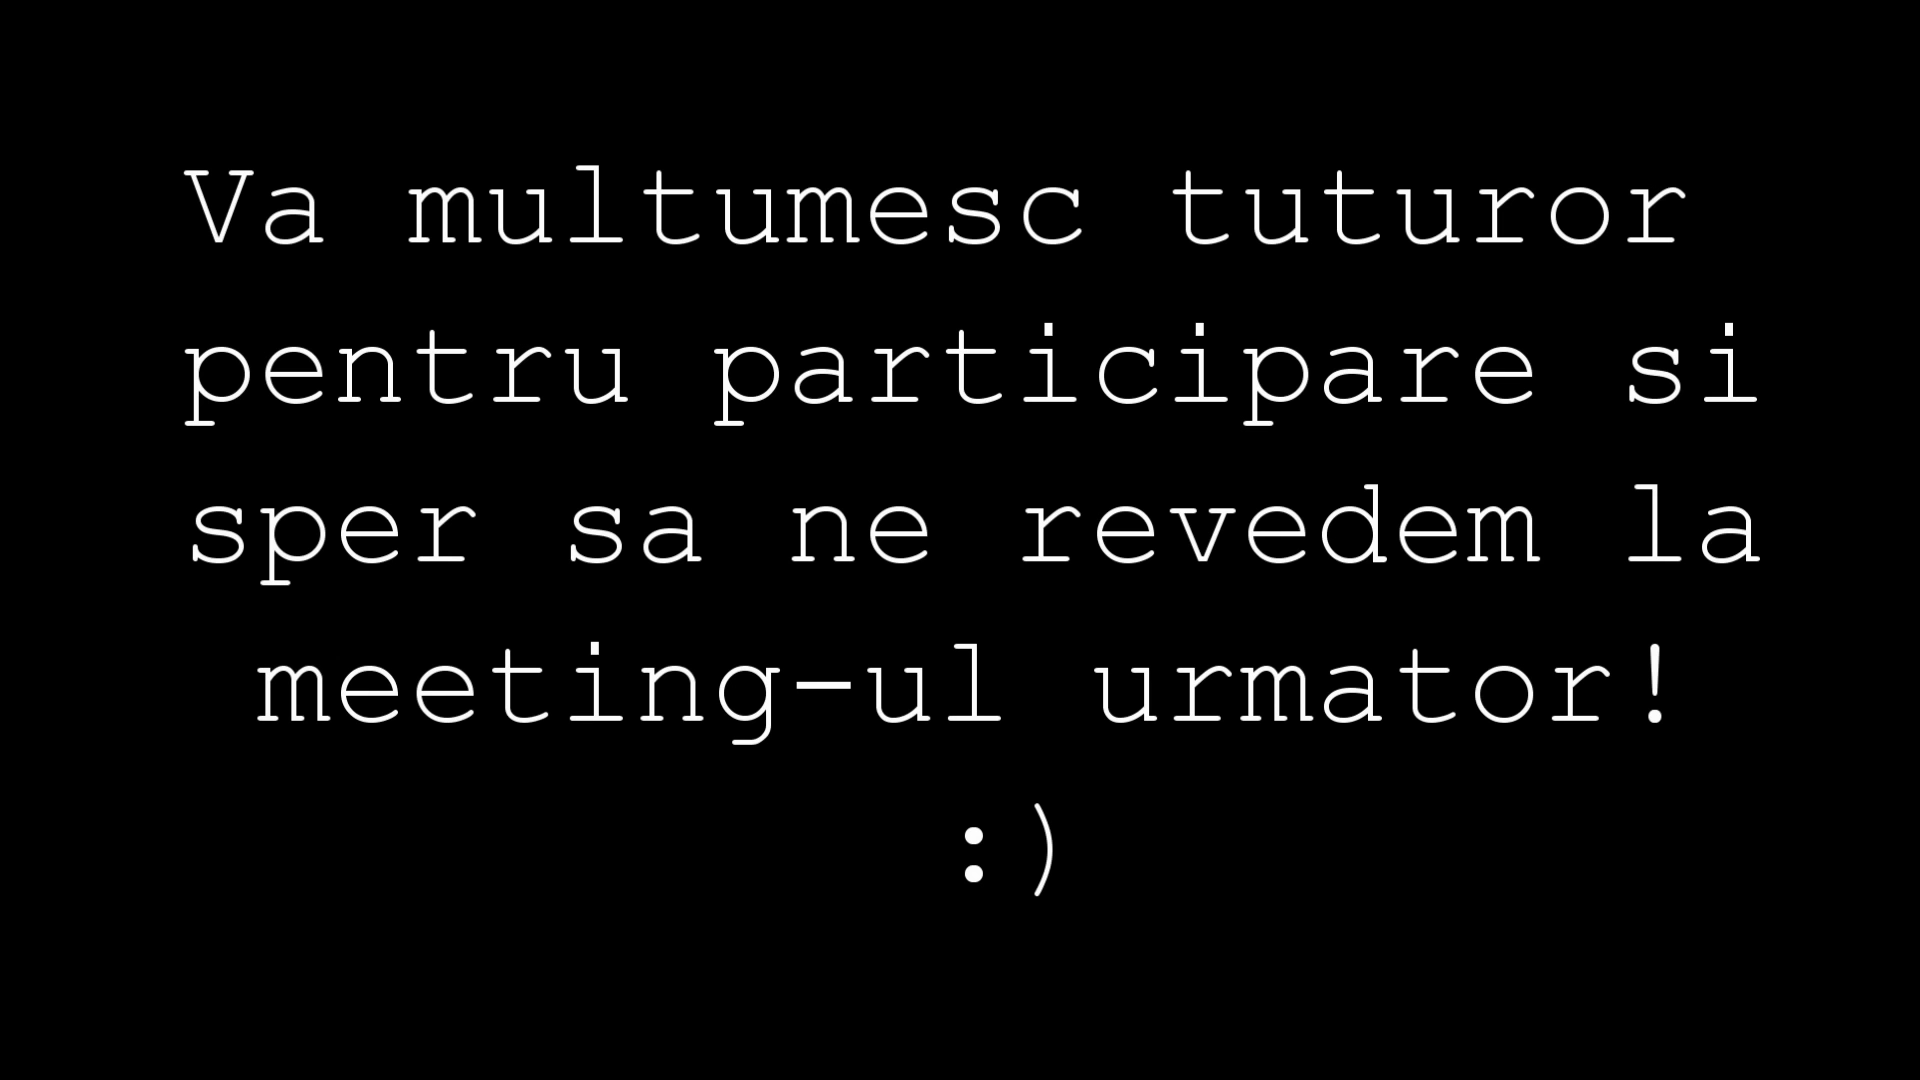 Va multumesc tuturor
pentru participare si
sper sa ne revedem la
meeting-ul urmator!
:)